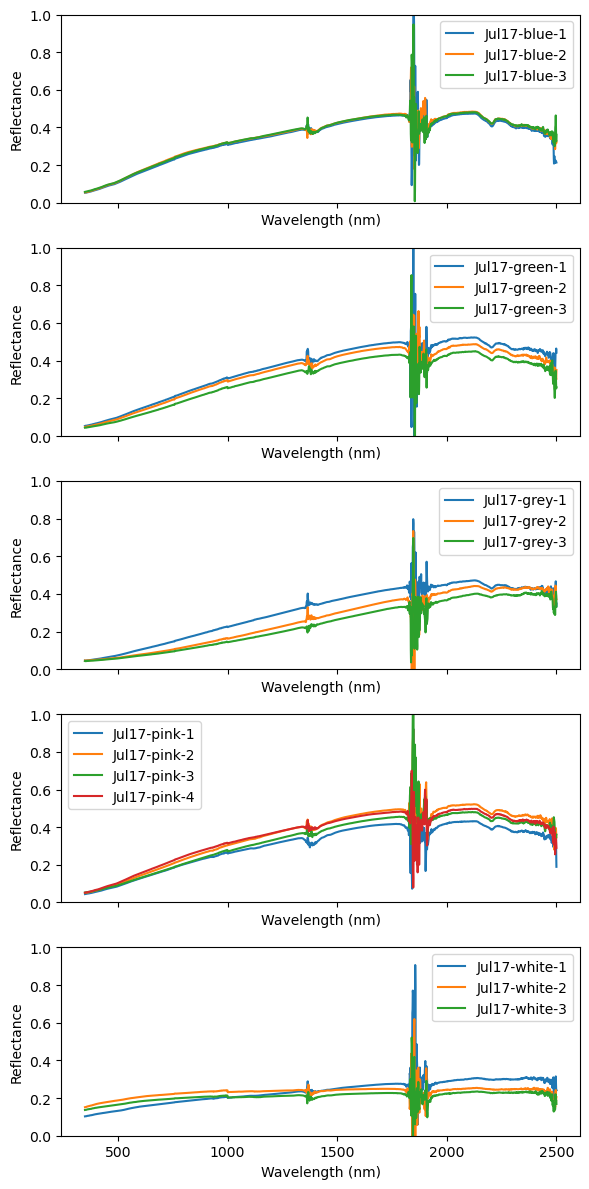 1.0
0.8
0.6
0.4
0.2
0.0
Reflectance
Jul17-blue-1
Jul17-blue-2
Jul17-blue-3
Wavelength (nm)
1.0
0.8
0.6
0.4
0.2
0.0
Reflectance
Jul17-green-1
Jul17-green-2
Jul17-green-3
Wavelength (nm)
1.0
0.8
0.6
0.4
0.2
0.0
Reflectance
Jul17-grey-1
Jul17-grey-2
Jul17-grey-3
Wavelength (nm)
1.0
0.8
0.6
0.4
0.2
0.0
Reflectance
Jul17-pink-1
Jul17-pink-2
Jul17-pink-3
Jul17-pink-4
Wavelength (nm)
1.0
0.8
0.6
0.4
0.2
0.0
Reflectance
Jul17-white-1
Jul17-white-2
Jul17-white-3
500 1000 1500 2000 2500
Wavelength (nm)